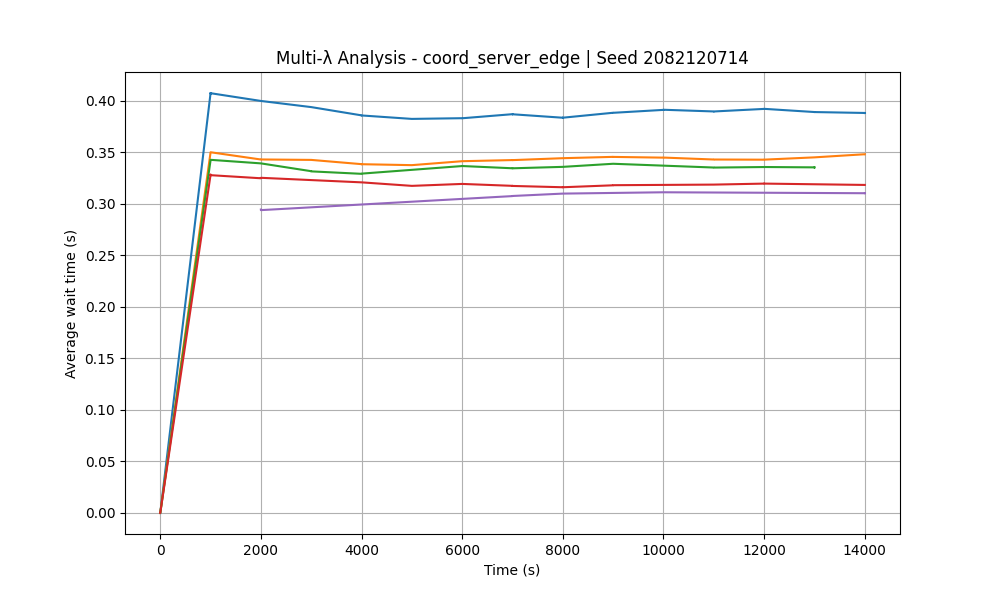 Multi-λ Analysis - coord_server_edge | Seed 2082120714
Average wait time (s)
0.40
0.35
0.30
0.25
0.20
0.15
0.10
0.05
0.00
0 2000 4000 6000 8000 10000 12000 14000
Time (s)